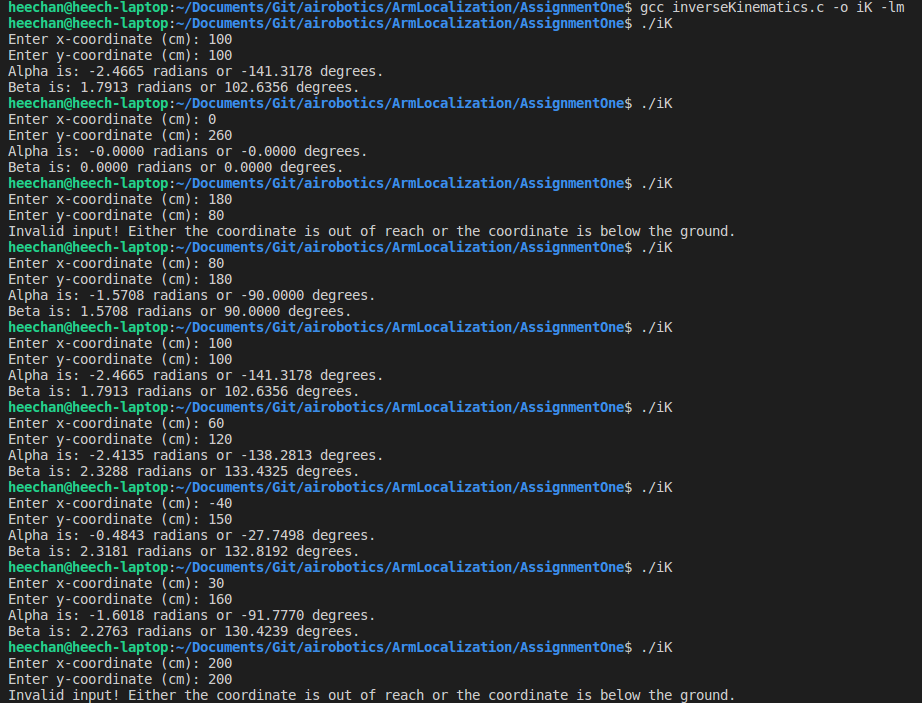 heechan@heech-laptop:~/Documents/Git/airobotics/ArmLocalization/AssignmentOne$ gcc inverseKinematics.c -o iK -lm
heechan@heech-laptop:~/Documents/Git/airobotics/ArmLocalization/AssignmentOne$ ./iK
Enter x-coordinate (cm): 100
Enter y-coordinate (cm): 100
Alpha is: -2.4665 radians or -141.3178 degrees.
Beta is: 1.7913 radians or 102.6356 degrees.
heechan@heech-laptop:~/Documents/Git/airobotics/ArmLocalization/AssignmentOne$ ./iK
Enter x-coordinate (cm): 0
Enter y-coordinate (cm): 260
Alpha is: -0.0000 radians or -0.0000 degrees.
Beta is: 0.0000 radians or 0.0000 degrees.
heechan@heech-laptop:~/Documents/Git/airobotics/ArmLocalization/AssignmentOne$ ./iK
Enter x-coordinate (cm): 180
Enter y-coordinate (cm): 80
Invalid input! Either the coordinate is out of reach or the coordinate is below the ground.
heechan@heech-laptop:~/Documents/Git/airobotics/ArmLocalization/AssignmentOne$ ./iK
Enter x-coordinate (cm): 80
Enter y-coordinate (cm): 180
Alpha is: -1.5708 radians or -90.0000 degrees.
Beta is: 1.5708 radians or 90.0000 degrees.
heechan@heech-laptop:~/Documents/Git/airobotics/ArmLocalization/AssignmentOne$ ./iK
Enter x-coordinate (cm): 100
Enter y-coordinate (cm): 100
Alpha is: -2.4665 radians or -141.3178 degrees.
Beta is: 1.7913 radians or 102.6356 degrees.
heechan@heech-laptop:~/Documents/Git/airobotics/ArmLocalization/AssignmentOne$ ./iK
Enter x-coordinate (cm): 60
Enter y-coordinate (cm): 120
Alpha is: -2.4135 radians or -138.2813 degrees.
Beta is: 2.3288 radians or 133.4325 degrees.
heechan@heech-laptop:~/Documents/Git/airobotics/ArmLocalization/AssignmentOne$ ./iK
Enter x-coordinate (cm): -40
Enter y-coordinate (cm): 150
Alpha is: -0.4843 radians or -27.7498 degrees.
Beta is: 2.3181 radians or 132.8192 degrees.
heechan@heech-laptop:~/Documents/Git/airobotics/ArmLocalization/AssignmentOne$ ./iK
Enter x-coordinate (cm): 30
Enter y-coordinate (cm): 160
Alpha is: -1.6018 radians or -91.7770 degrees.
Beta is: 2.2763 radians or 130.4239 degrees.
heechan@heech-laptop:~/Documents/Git/airobotics/ArmLocalization/AssignmentOne$ ./iK
Enter x-coordinate (cm): 200
Enter y-coordinate (cm): 200
Invalid input! Either the coordinate is out of reach or the coordinate is below the ground.